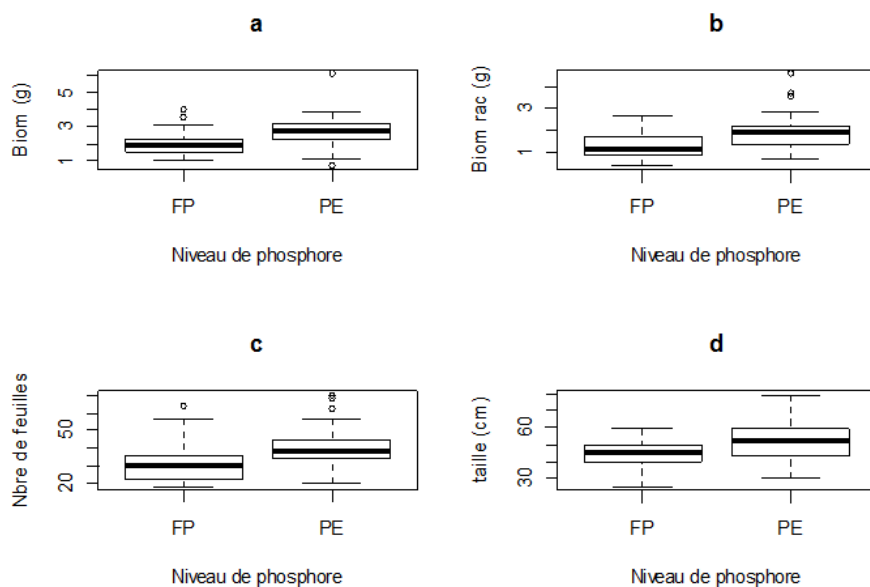 a
Biom (g)
5
3
1
FP PE
Niveau de phosphore
b
Biom rac (g)
3
1
FP PE
Niveau de phosphore
c
Nbre de feuilles
50
20
FP PE
Niveau de phosphore
d
taille (cm)
60
30
FP PE
Niveau de phosphore